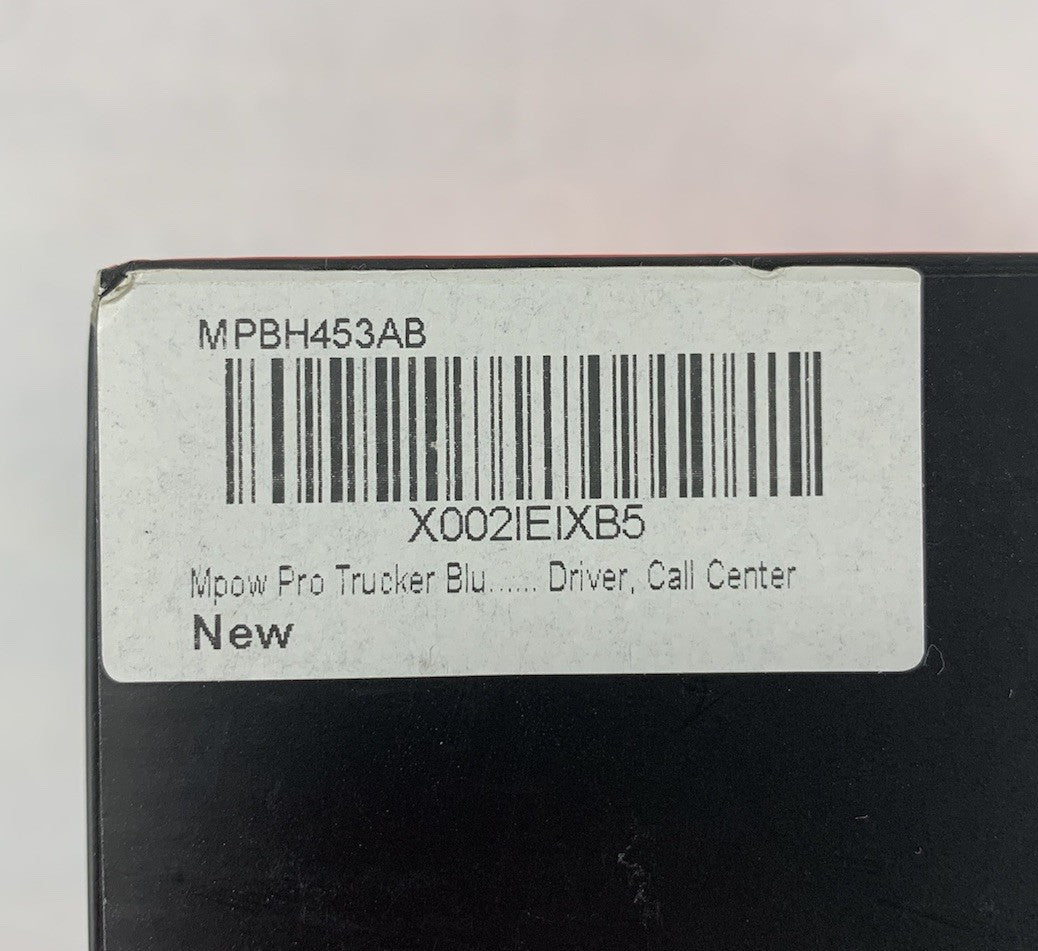 MPBH453AB
X002IEIXB5
Mpow Pro Trucker Blu...... Driver, Call Center
New